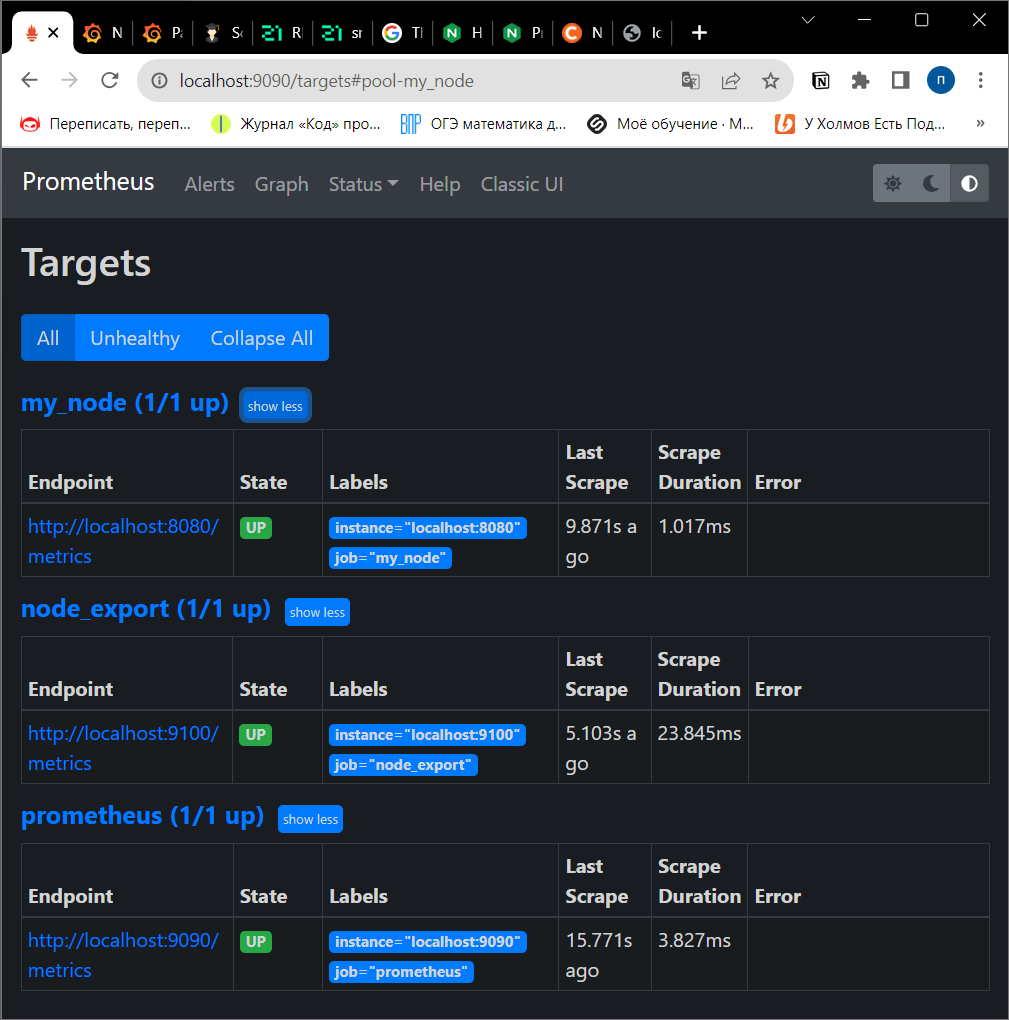 N
Pa
Sc
RI
sr
Tl
H
Pi
N
Ic
localhost:9090/targets#pool-my_node
п
Переписать, переп...
Журнал «Код» про...
ОГЭ математика д...
Моё обучение · М...
У Холмов Есть Под...
»
Prometheus
Alerts
Graph
Status
Help
Classic UI
Targets
All
Unhealthy
Collapse All
my_node (1/1 up)
show less
Endpoint
State
Labels
Last
Scrape
Scrape
Duration
Error
http://localhost:8080/
metrics
UP
instance="localhost:8080"
job="my_node"
9.871s a
go
1.017ms
node_export (1/1 up)
show less
Endpoint
State
Labels
Last
Scrape
Scrape
Duration
Error
http://localhost:9100/
metrics
UP
instance="localhost:9100"
job="node_export"
5.103s a
go
23.845ms
prometheus (1/1 up)
show less
Endpoint
State
Labels
Last
Scrape
Scrape
Duration
Error
http://localhost:9090/
metrics
UP
instance="localhost:9090"
job="prometheus"
15.771s
ago
3.827ms